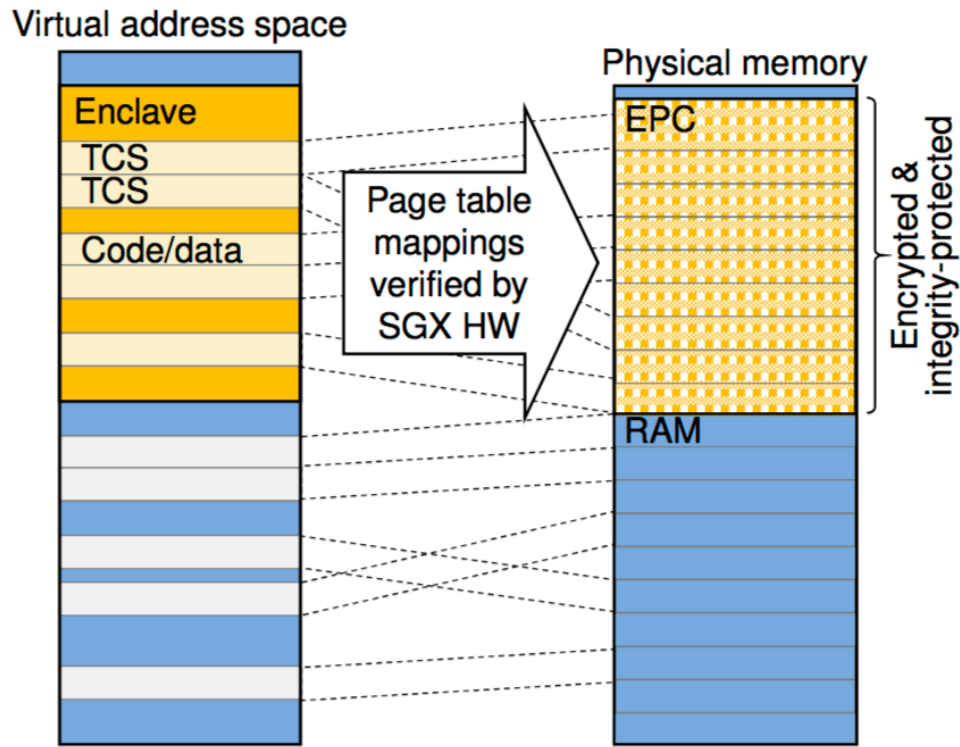 Virtual address space
Physical memory
Enclave
TCS
TCS
Code/data
Page table
mappings
verified by
SGX HW
EPC
RAM
Encrypted &
integrity-protected